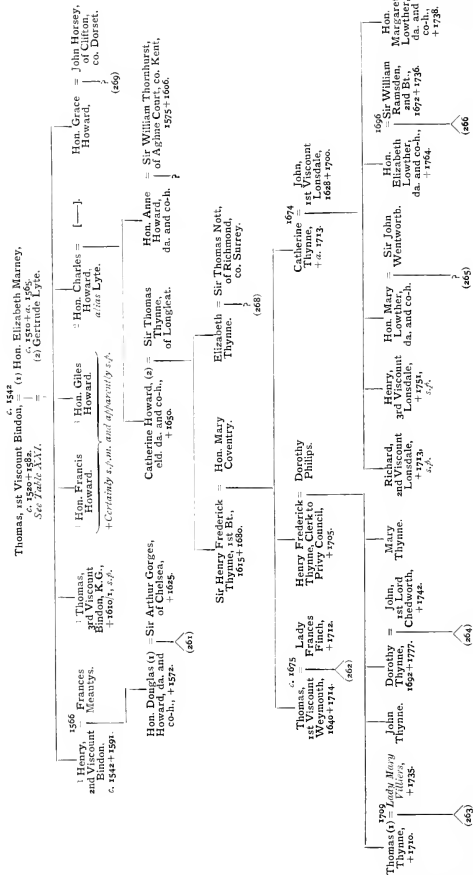 c. 1542
Thomas, 1st Viscount Bindon, = (1) Hon. Elizabeth Marney,
c. 1520+1582. = c. 1510+a. 1565.
See Table XXI. (2) Gertrude Lyte.
1566
1 Henry, = Frances
2nd Viscount Meautys.
Bindon.
c. 1542+1591.
1 Thomas,
3rd Viscount
Bindon, K.G.,
+1610/1, s.p.
1 Hon. Francis
Howard.
1 Hon. Giles
Howard.
+Certainly s.p.m. and apparently s.p.
2 Hon. Charles = [—].
Howard,
alias Lyte.
Hon. Grace = John Horsey,
Howard, of Clifton,
co. Dorset.
?
(269)
Hon. Douglas (1) = Sir Arthur Gorges,
Howard, da. and of Chelsea,
co-h., +1572. +1625.
(261)
Catherine Howard, (2) = Sir Thomas
eld. da. and co-h., Thynne,
+1650. of Longleat.
Hon. Anne = Sir William Thornhurst,
Howard, of Aghne Court, co. Kent,
da. and co-h. 1575+1606.
?
Sir Henry Frederick = Hon. Mary
Thynne, 1st Bt., Coventry.
1615+1680.
Elizabeth = Sir Thomas Nott,
Thynne. of Richmond,
co. Surrey.
?
(268)
c. 1675
Thomas, = Lady
1st Viscount Frances
Weymouth, Finch,
1640+1714. +1712.
(262)
Henry Frederick = Dorothy
Thynne, Clerk to Philips.
Privy Council,
+1705.
1674
Catherine = John,
Thynne, 1st Viscount
+a. 1713. Lonsdale,
1628+1700.
1709
Thomas (1) = Lady Mary
Thynne, Villiers,
+1710. +1735.
(263)
John
Thynne.
Dorothy = John,
Thynne, 1st Lord
1692+1777. Chedworth,
+1742.
(264)
Mary
Thynne.
Richard,
2nd Viscount
Lonsdale,
+1713,
s.p.
Henry,
3rd Viscount
Lonsdale,
+1751,
s.p.
Hon. Mary = Sir John
Lowther, Wentworth.
da. and co-h.
?
(265)
1696
Hon. = Sir William
Elizabeth Ramsden,
Lowther, 2nd Bt.,
da. and co-h., 1672+1736.
+1764.
(266
Hon.
Margaret
Lowther,
da. and
co-h.,
+1738.